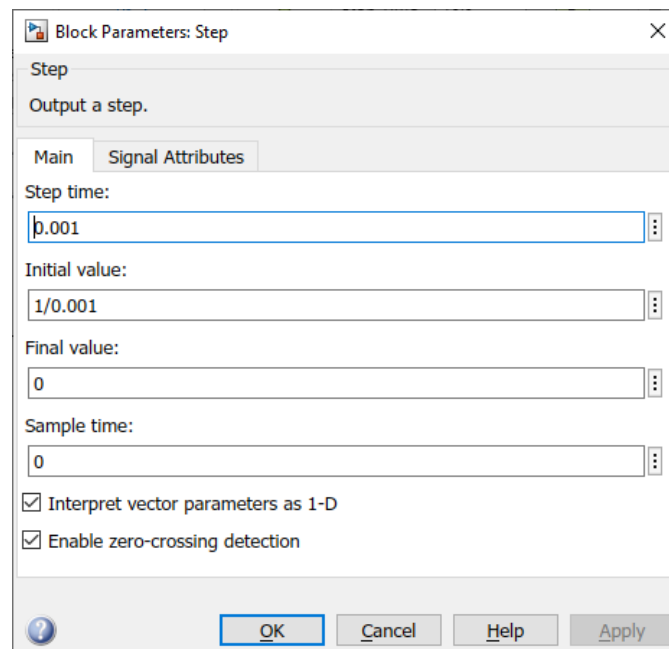 Block Parameters: Step
Step
Output a step.
Main Signal Attributes
Step time:
0.001
Initial value:
1/0.001
Final value:
0
Sample time:
0
Interpret vector parameters as 1-D
Enable zero-crossing detection
? OK Cancel Help Apply